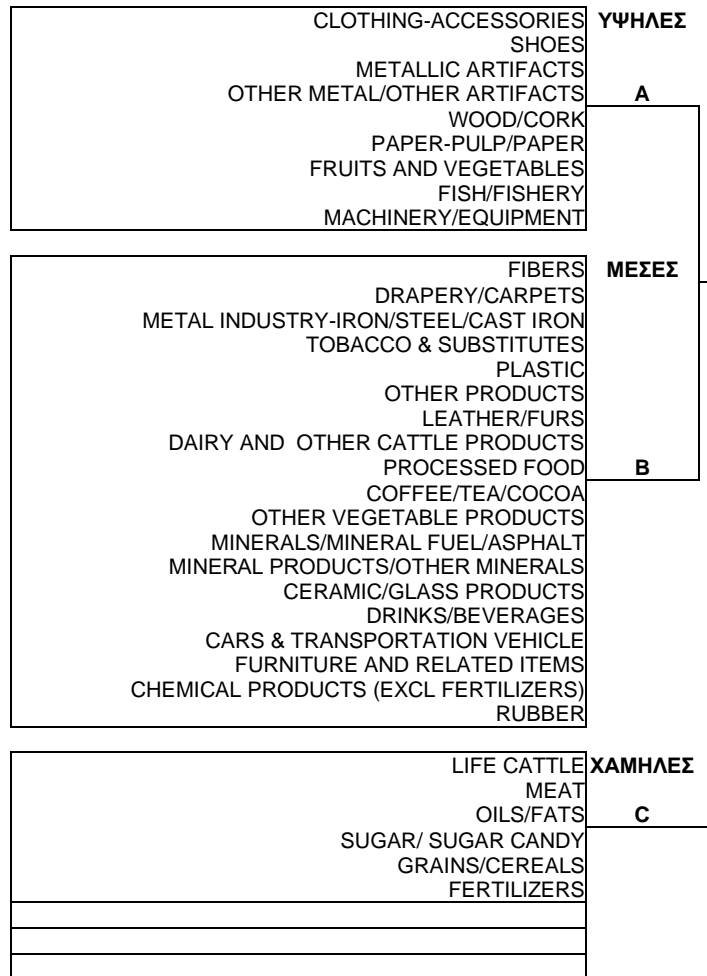 CLOTHING-ACCESSORIES ΥΨΗΛΕΣ
SHOES
METALLIC ARTIFACTS
OTHER METAL/OTHER ARTIFACTS A
WOOD/CORK
PAPER-PULP/PAPER
FRUITS AND VEGETABLES
FISH/FISHERY
MACHINERY/EQUIPMENT
FIBERS ΜΕΣΕΣ
DRAPERY/CARPETS
METAL INDUSTRY-IRON/STEEL/CAST IRON
TOBACCO & SUBSTITUTES
PLASTIC
OTHER PRODUCTS
LEATHER/FURS
DAIRY AND OTHER CATTLE PRODUCTS
PROCESSED FOOD B
COFFEE/TEA/COCOA
OTHER VEGETABLE PRODUCTS
MINERALS/MINERAL FUEL/ASPHALT
MINERAL PRODUCTS/OTHER MINERALS
CERAMIC/GLASS PRODUCTS
DRINKS/BEVERAGES
CARS & TRANSPORTATION VEHICLE
FURNITURE AND RELATED ITEMS
CHEMICAL PRODUCTS (EXCL FERTILIZERS)
RUBBER
LIFE CATTLE ΧΑΜΗΛΕΣ
MEAT
OILS/FATS C
SUGAR/ SUGAR CANDY
GRAINS/CEREALS
FERTILIZERS